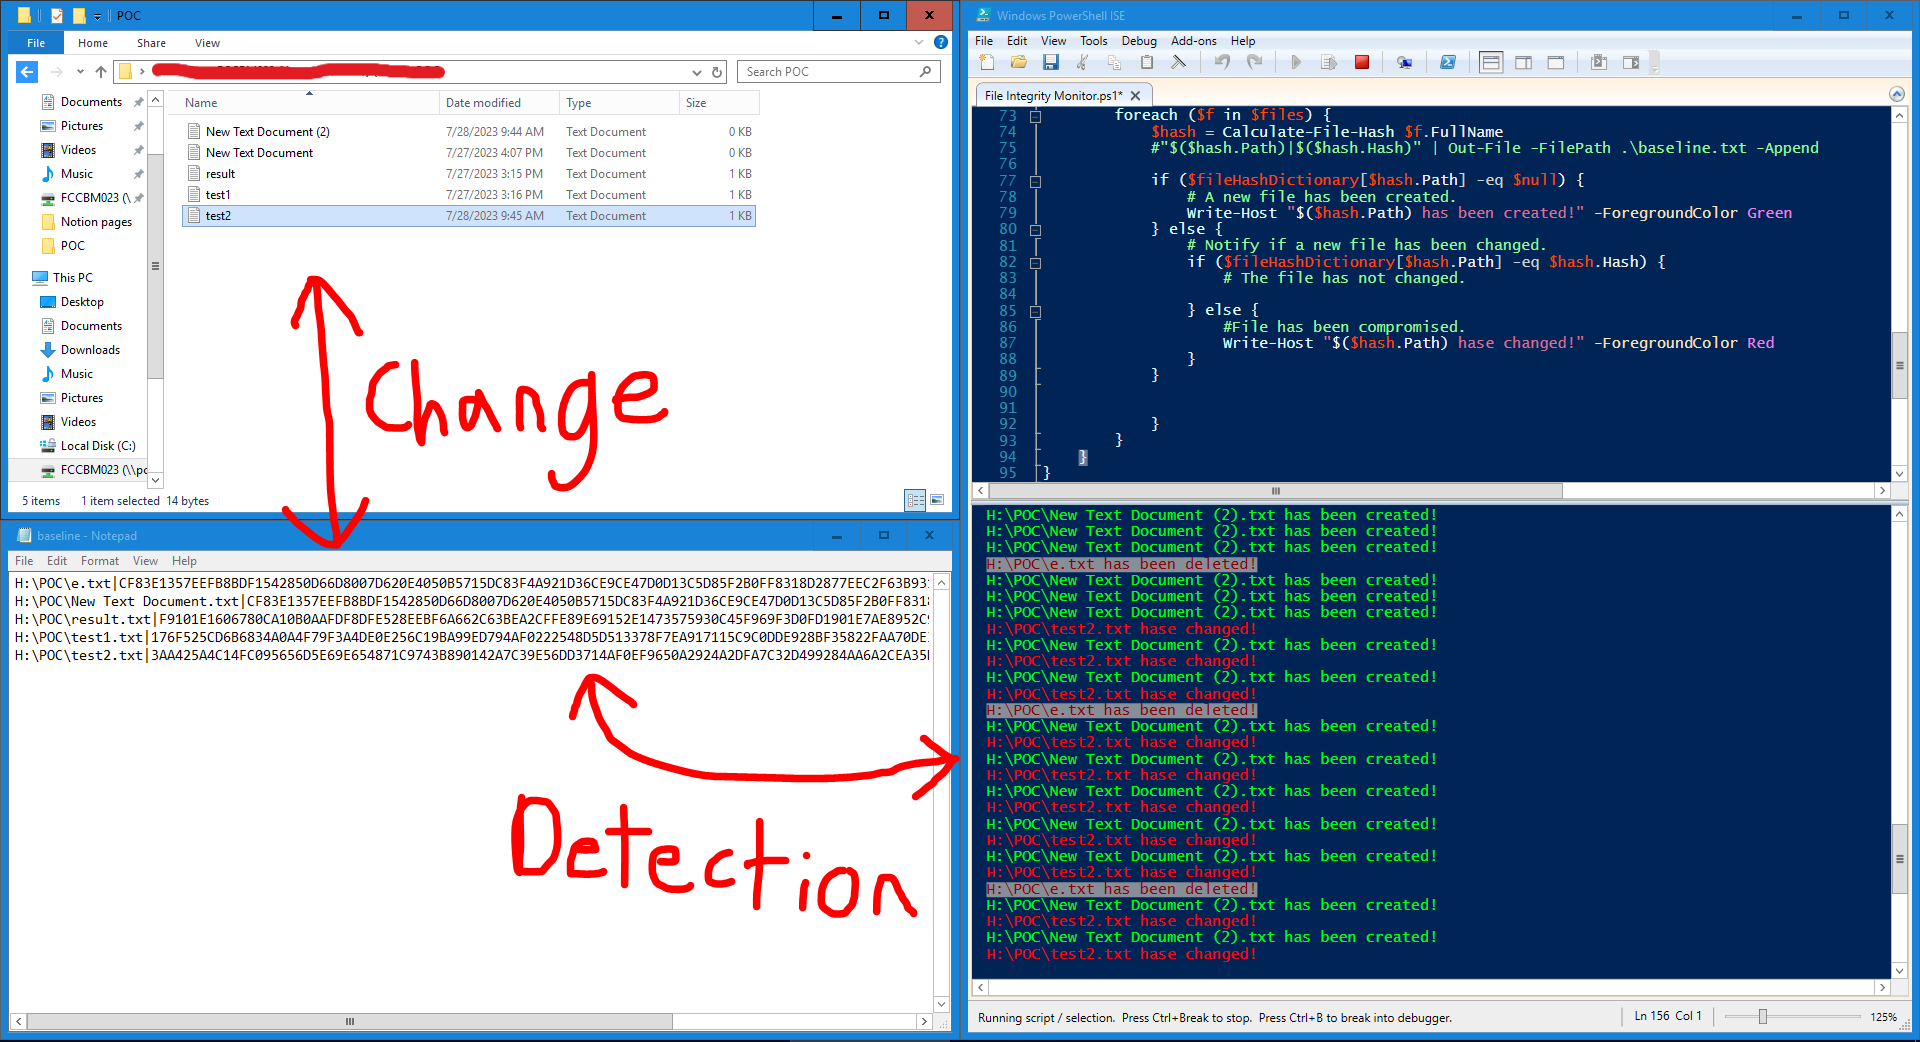 POC
File Home Share View
Search POC
Documents
Pictures
Videos
Music
FCCBM023 (\
Notion pages
POC
This PC
Desktop
Documents
Downloads
Music
Pictures
Videos
Local Disk (C:)
FCCBM023 (\\pc
Name Date modified Type Size
New Text Document (2) 7/28/2023 9:44 AM Text Document 0 KB
New Text Document 7/27/2023 4:07 PM Text Document 0 KB
result 7/27/2023 3:15 PM Text Document 1 KB
test1 7/27/2023 3:16 PM Text Document 1 KB
test2 7/28/2023 9:45 AM Text Document 1 KB
Change
5 items 1 item selected 14 bytes
baseline - Notepad
File Edit Format View Help
H:\POC\e.txt|CF83E1357EEFB8BDF1542850D66D8007D620E4050B5715DC83F4A921D36CE9CE47D0D13C5D85F2B0FF8318D2877EEC2F63B931
H:\POC\New Text Document.txt|CF83E1357EEFB8BDF1542850D66D8007D620E4050B5715DC83F4A921D36CE9CE47D0D13C5D85F2B0FF8318
H:\POC\result.txt|F9101E1606780CA10B0AAFDF8DFE528EEBF6A662C63BEA2CFFE89E69152E1473575930C45F969F3D0FD1901E7AE8952C9
H:\POC\test1.txt|176F525CD6B6834A0A4F79F3A4DE0E256C19BA99ED794AF0222548D5D513378F7EA917115C9C0DDE928BF35822FAA70DE
H:\POC\test2.txt|3AA425A4C14FC095656D5E69E654871C9743B890142A7C39E56DD3714AF0EF9650A2924A2DFA7C32D499284AA6A2CEA35
Detection
Windows PowerShell ISE
File Edit View Tools Debug Add-ons Help
File Integrity Monitor.ps1*
73 foreach ($f in $files) {
74 $hash = Calculate-File-Hash $f.FullName
75 #"$($hash.Path)|$($hash.Hash)" | Out-File -FilePath .\baseline.txt -Append
76
77 if ($fileHashDictionary[$hash.Path] -eq $null) {
78 # A new file has been created.
79 Write-Host "$($hash.Path) has been created!" -ForegroundColor Green
80 } else {
81 # Notify if a new file has been changed.
82 if ($fileHashDictionary[$hash.Path] -eq $hash.Hash) {
83 # The file has not changed.
84
85 } else {
86 #File has been compromised.
87 Write-Host "$($hash.Path) hase changed!" -ForegroundColor Red
88 }
89 }
90
91
92 }
93 }
94 }
95 }
H:\POC\New Text Document (2).txt has been created!
H:\POC\New Text Document (2).txt has been created!
H:\POC\New Text Document (2).txt has been created!
H:\POC\e.txt has been deleted!
H:\POC\New Text Document (2).txt has been created!
H:\POC\New Text Document (2).txt has been created!
H:\POC\New Text Document (2).txt has been created!
H:\POC\test2.txt hase changed!
H:\POC\New Text Document (2).txt has been created!
H:\POC\test2.txt hase changed!
H:\POC\New Text Document (2).txt has been created!
H:\POC\test2.txt hase changed!
H:\POC\e.txt has been deleted!
H:\POC\New Text Document (2).txt has been created!
H:\POC\test2.txt hase changed!
H:\POC\New Text Document (2).txt has been created!
H:\POC\test2.txt hase changed!
H:\POC\New Text Document (2).txt has been created!
H:\POC\test2.txt hase changed!
H:\POC\New Text Document (2).txt has been created!
H:\POC\test2.txt hase changed!
H:\POC\New Text Document (2).txt has been created!
H:\POC\test2.txt hase changed!
H:\POC\e.txt has been deleted!
H:\POC\New Text Document (2).txt has been created!
H:\POC\test2.txt hase changed!
H:\POC\New Text Document (2).txt has been created!
H:\POC\test2.txt hase changed!
Running script / selection. Press Ctrl+Break to stop. Press Ctrl+B to break into debugger.
Ln 156 Col 1
125%